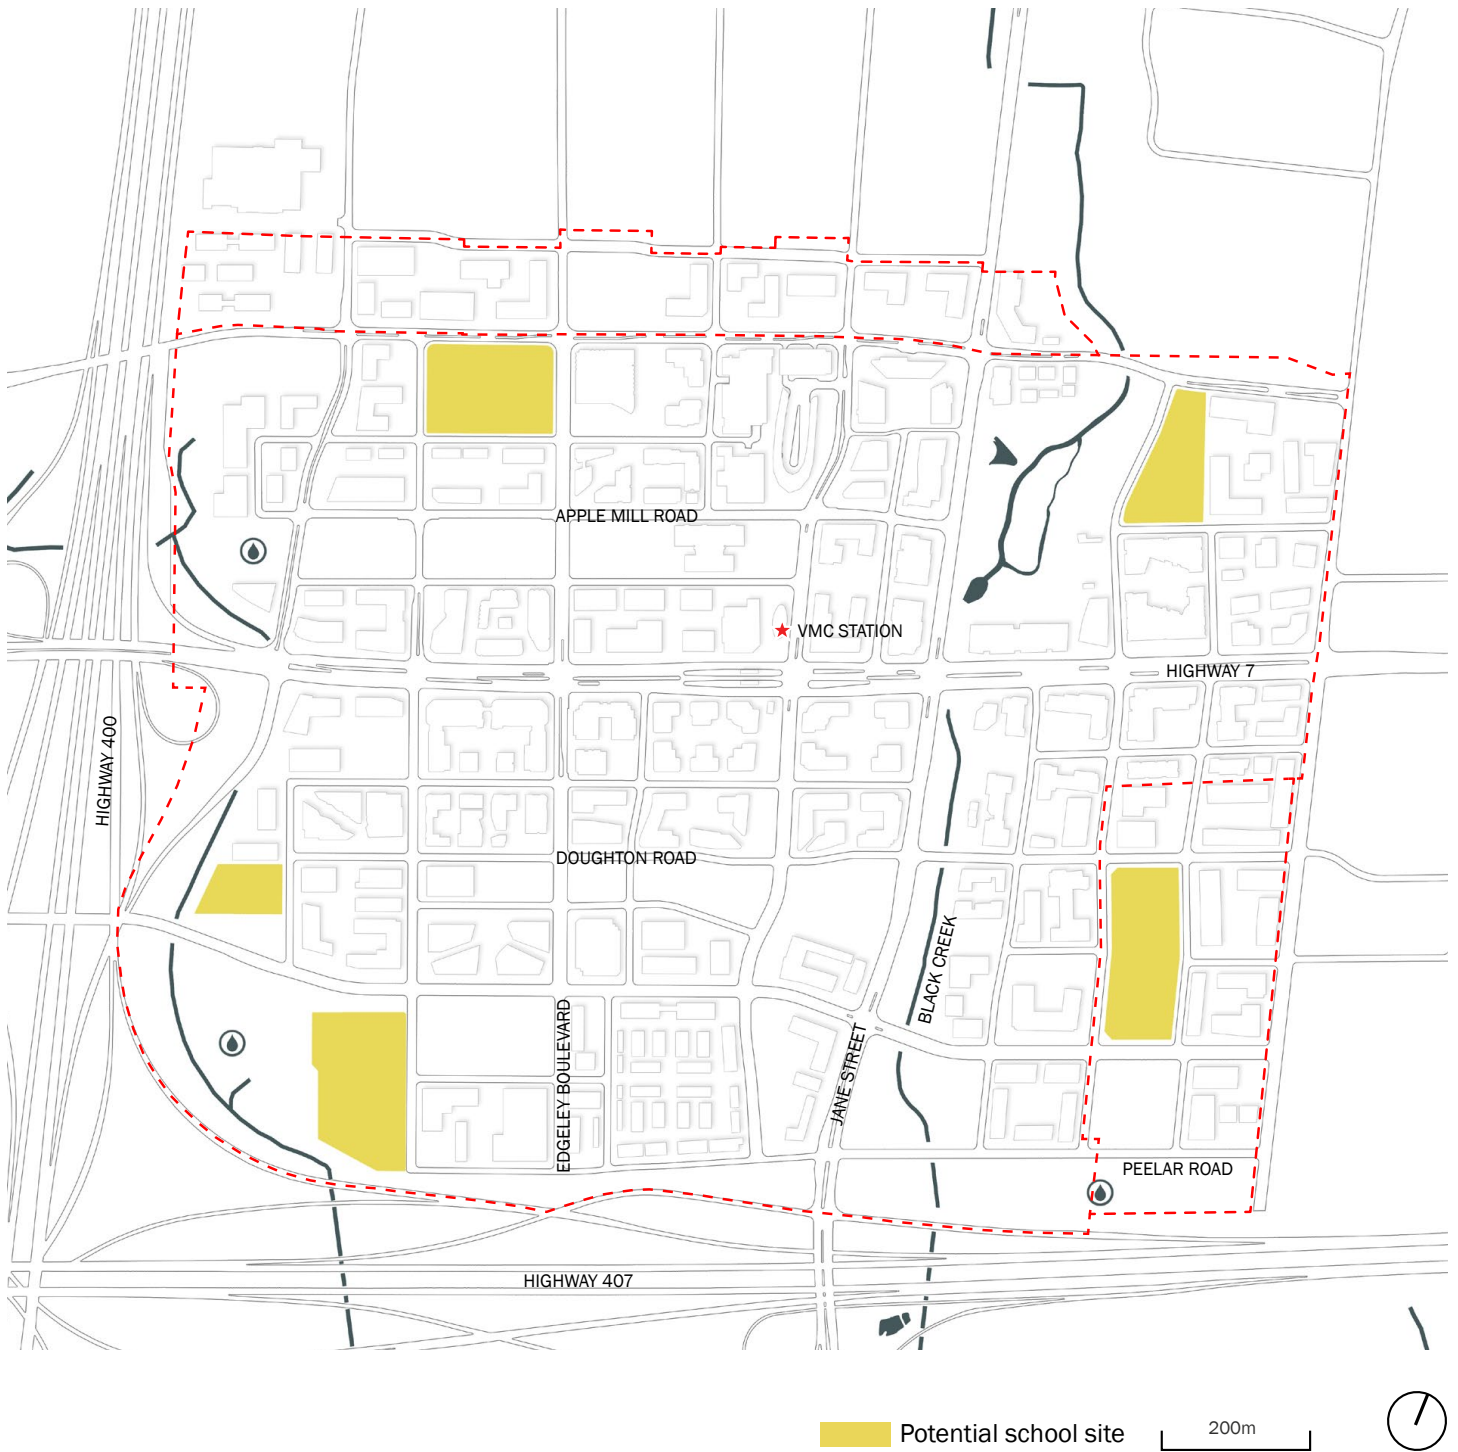 APPLE MILL ROAD
VMC STATION
HIGHWAY 7
HIGHWAY 400
DOUGHTON ROAD
BLACK CREEK
EDGELEY BOULEVARD
JANE STREET
PEELAR ROAD
HIGHWAY 407
Potential school site
200m